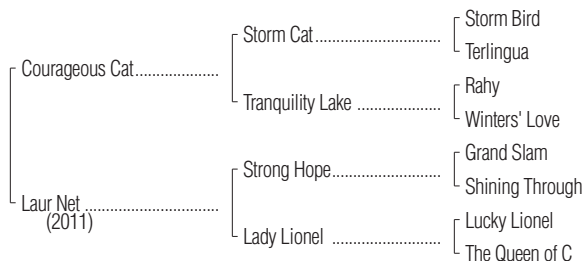 Storm Bird
Storm Cat
Terlingua
Courageous Cat
Rahy
Tranquility Lake
Winters' Love
Grand Slam
Strong Hope
Shining Through
Laur Net
(2011)
Lucky Lionel
Lady Lionel
The Queen of C